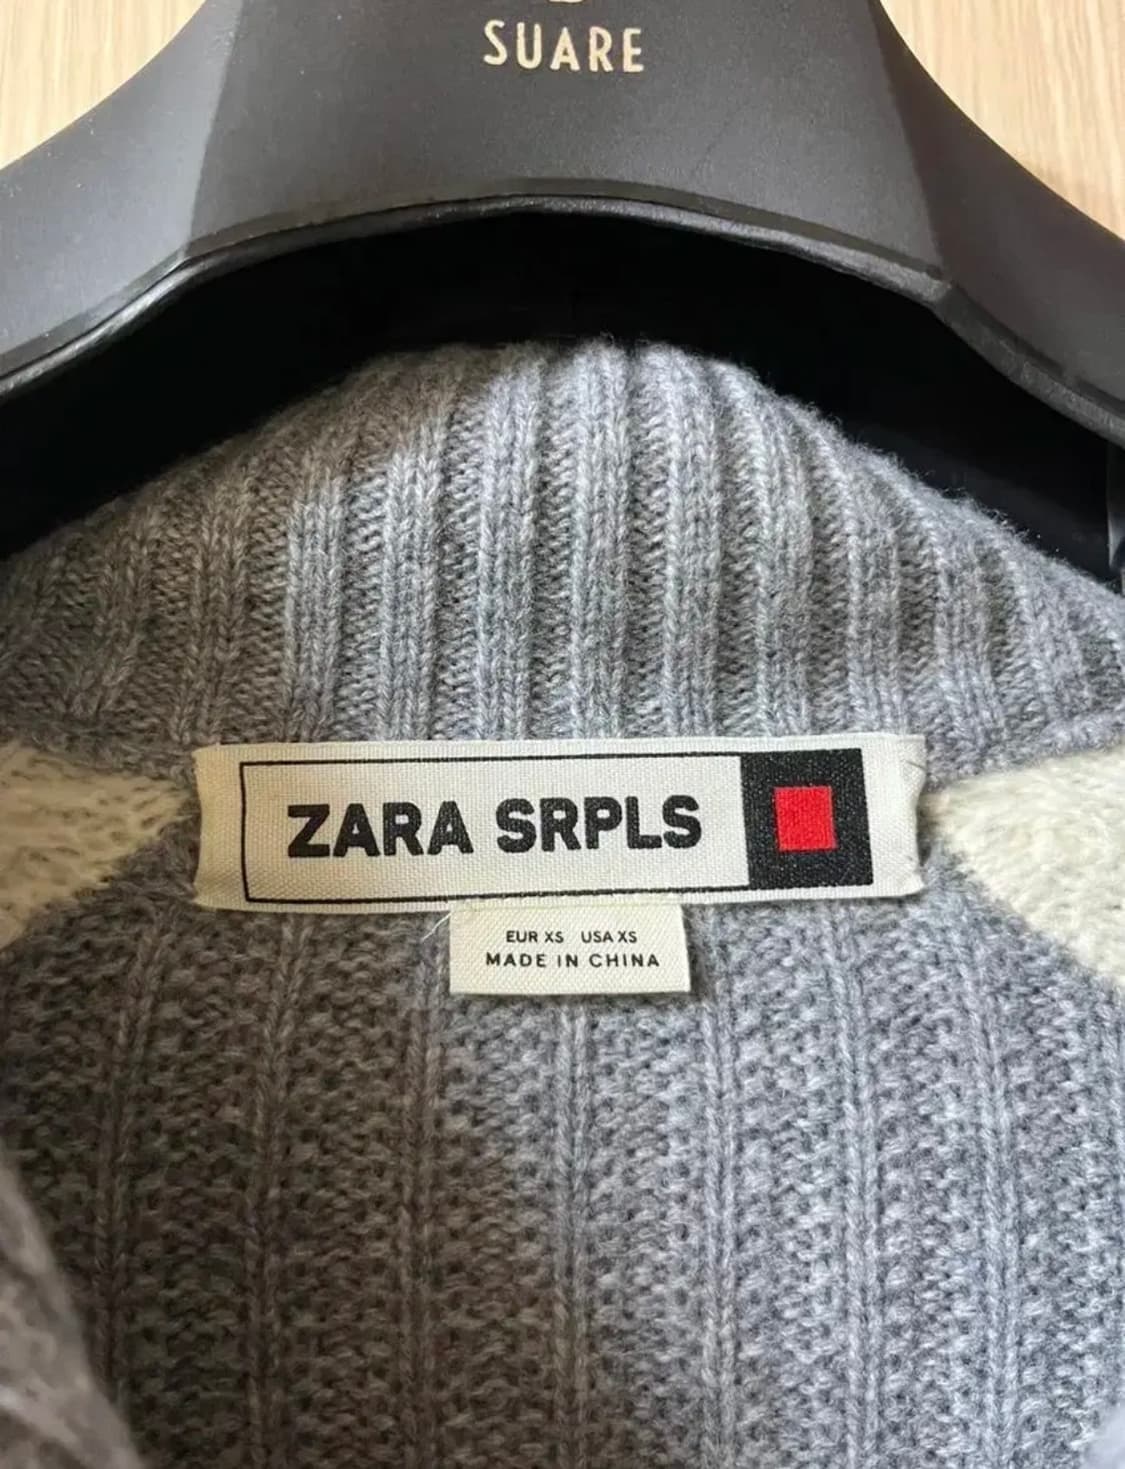 SUARE
ZARA SRPLS
EUR XS USA XS
MADE IN CHINA